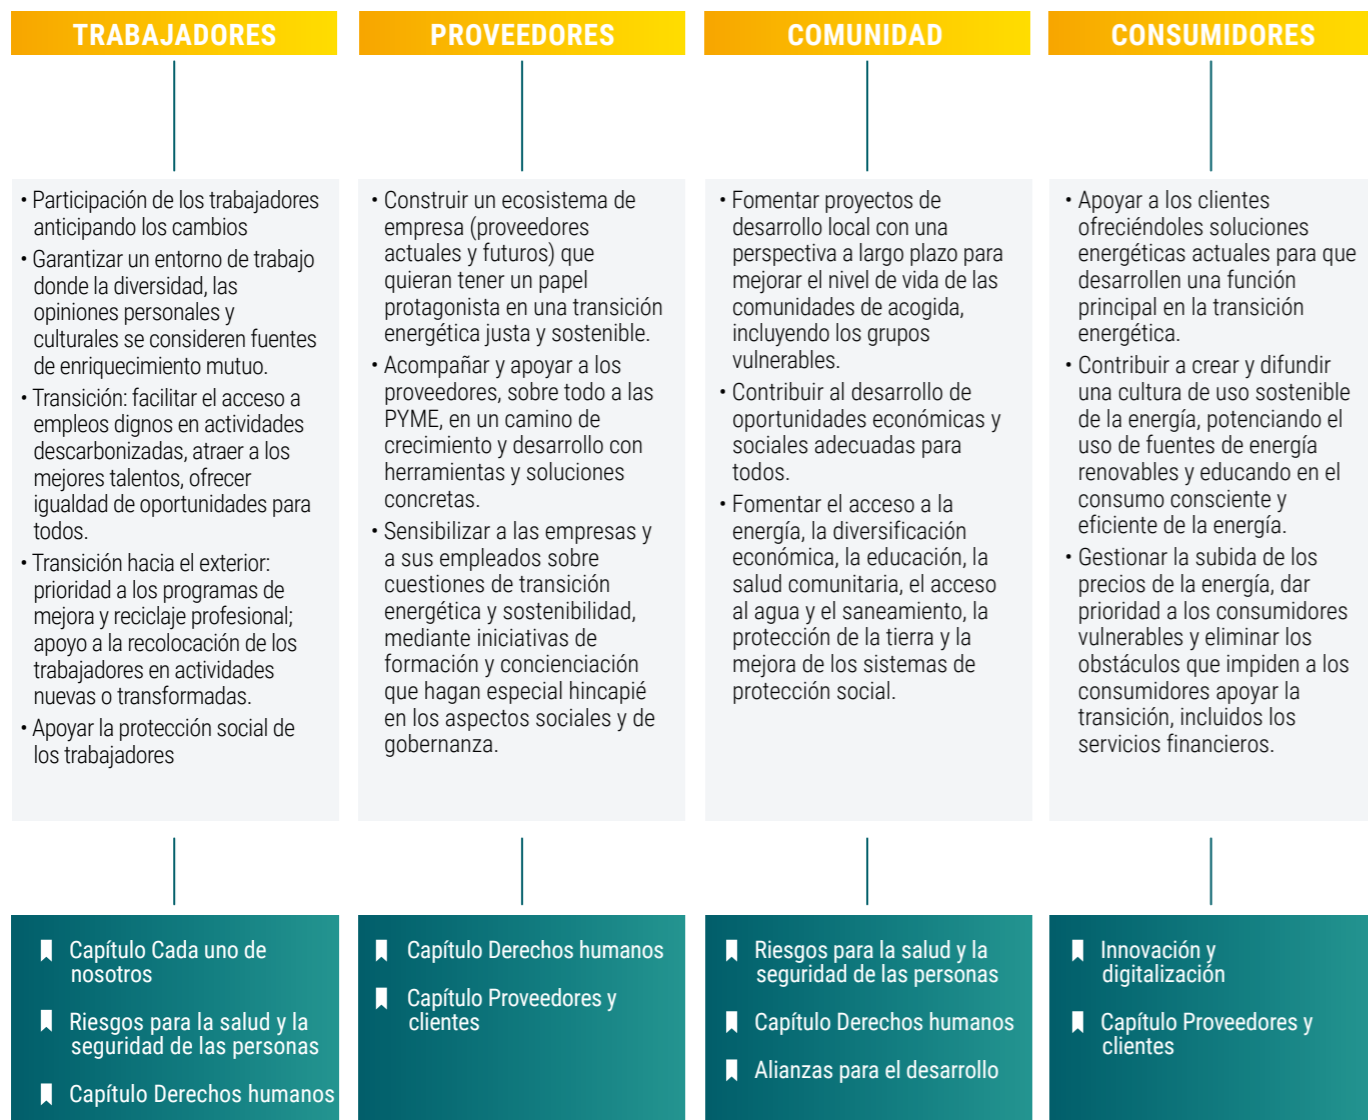 TRABAJADORES
• Participación de los trabajadores
anticipando los cambios
• Garantizar un entorno de trabajo
donde la diversidad, las
opiniones personales y
culturales se consideren fuentes
de enriquecimiento mutuo.
• Transición: facilitar el acceso a
empleos dignos en actividades
descarbonizadas, atraer a los
mejores talentos, ofrecer
igualdad de oportunidades para
todos.
• Transición hacia el exterior:
prioridad a los programas de
mejora y reciclaje profesional;
apoyo a la recolocación de los
trabajadores en actividades
nuevas o transformadas.
• Apoyar la protección social de
los trabajadores
Capítulo Cada uno de
nosotros
Riesgos para la salud y la
seguridad de las personas
Capítulo Derechos humanos
PROVEEDORES
• Construir un ecosistema de
empresa (proveedores
actuales y futuros) que
quieran tener un papel
protagonista en una transición
energética justa y sostenible.
• Acompañar y apoyar a los
proveedores, sobre todo a las
PYME, en un camino de
crecimiento y desarrollo con
herramientas y soluciones
concretas.
• Sensibilizar a las empresas y
a sus empleados sobre
cuestiones de transición
energética y sostenibilidad,
mediante iniciativas de
formación y concienciación
que hagan especial hincapié
en los aspectos sociales y de
gobernanza.
Capítulo Derechos humanos
Capítulo Proveedores y
clientes
COMUNIDAD
• Fomentar proyectos de
desarrollo local con una
perspectiva a largo plazo para
mejorar el nivel de vida de las
comunidades de acogida,
incluyendo los grupos
vulnerables.
• Contribuir al desarrollo de
oportunidades económicas y
sociales adecuadas para
todos.
• Fomentar el acceso a la
energía, la diversificación
económica, la educación, la
salud comunitaria, el acceso
al agua y el saneamiento, la
protección de la tierra y la
mejora de los sistemas de
protección social.
Riesgos para la salud y la
seguridad de las personas
Capítulo Derechos humanos
Alianzas para el desarrollo
CONSUMIDORES
• Apoyar a los clientes
ofreciéndoles soluciones
energéticas actuales para que
desarrollen una función
principal en la transición
energética.
• Contribuir a crear y difundir
una cultura de uso sostenible
de la energía, potenciando el
uso de fuentes de energía
renovables y educando en el
consumo consciente y
eficiente de la energía.
• Gestionar la subida de los
precios de la energía, dar
prioridad a los consumidores
vulnerables y eliminar los
obstáculos que impiden a los
consumidores apoyar la
transición, incluidos los
servicios financieros.
Innovación y
digitalización
Capítulo Proveedores y
clientes